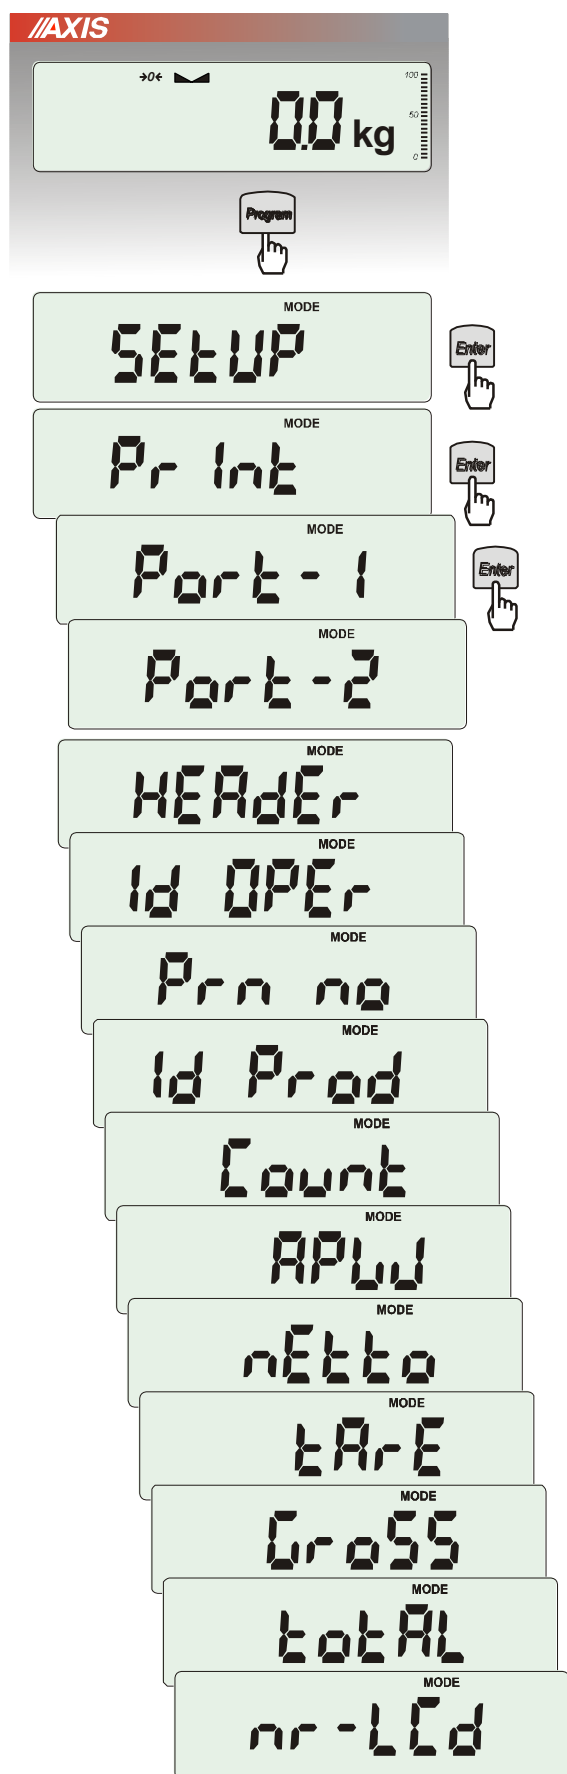 //AXIS
→0← 100
50
0.0 kg
0
Program
MODE
SEtUP
Enter
MODE
PrInt
Enter
MODE
Port-1
Enter
MODE
Port-2
MODE
HEAdEr
MODE
Id OPEr
MODE
Prn no
MODE
Id Prod
MODE
Count
MODE
APW
MODE
nEtto
MODE
tArE
MODE
GroSS
MODE
totAL
MODE
nr-LCd